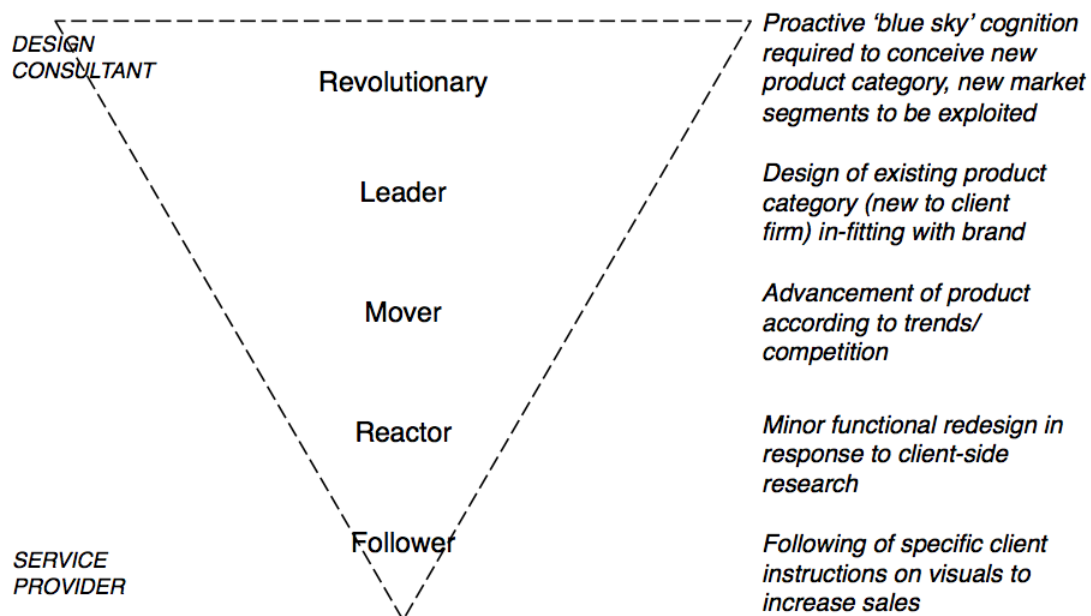 DESIGN
CONSULTANT
Revolutionary
Proactive ‘blue sky’ cognition
required to conceive new
product category, new market
segments to be exploited
Leader
Design of existing product
category (new to client
firm) in-fitting with brand
Mover
Advancement of product
according to trends/
competition
Reactor
Minor functional redesign in
response to client-side
research
SERVICE
PROVIDER
Follower
Following of specific client
instructions on visuals to
increase sales